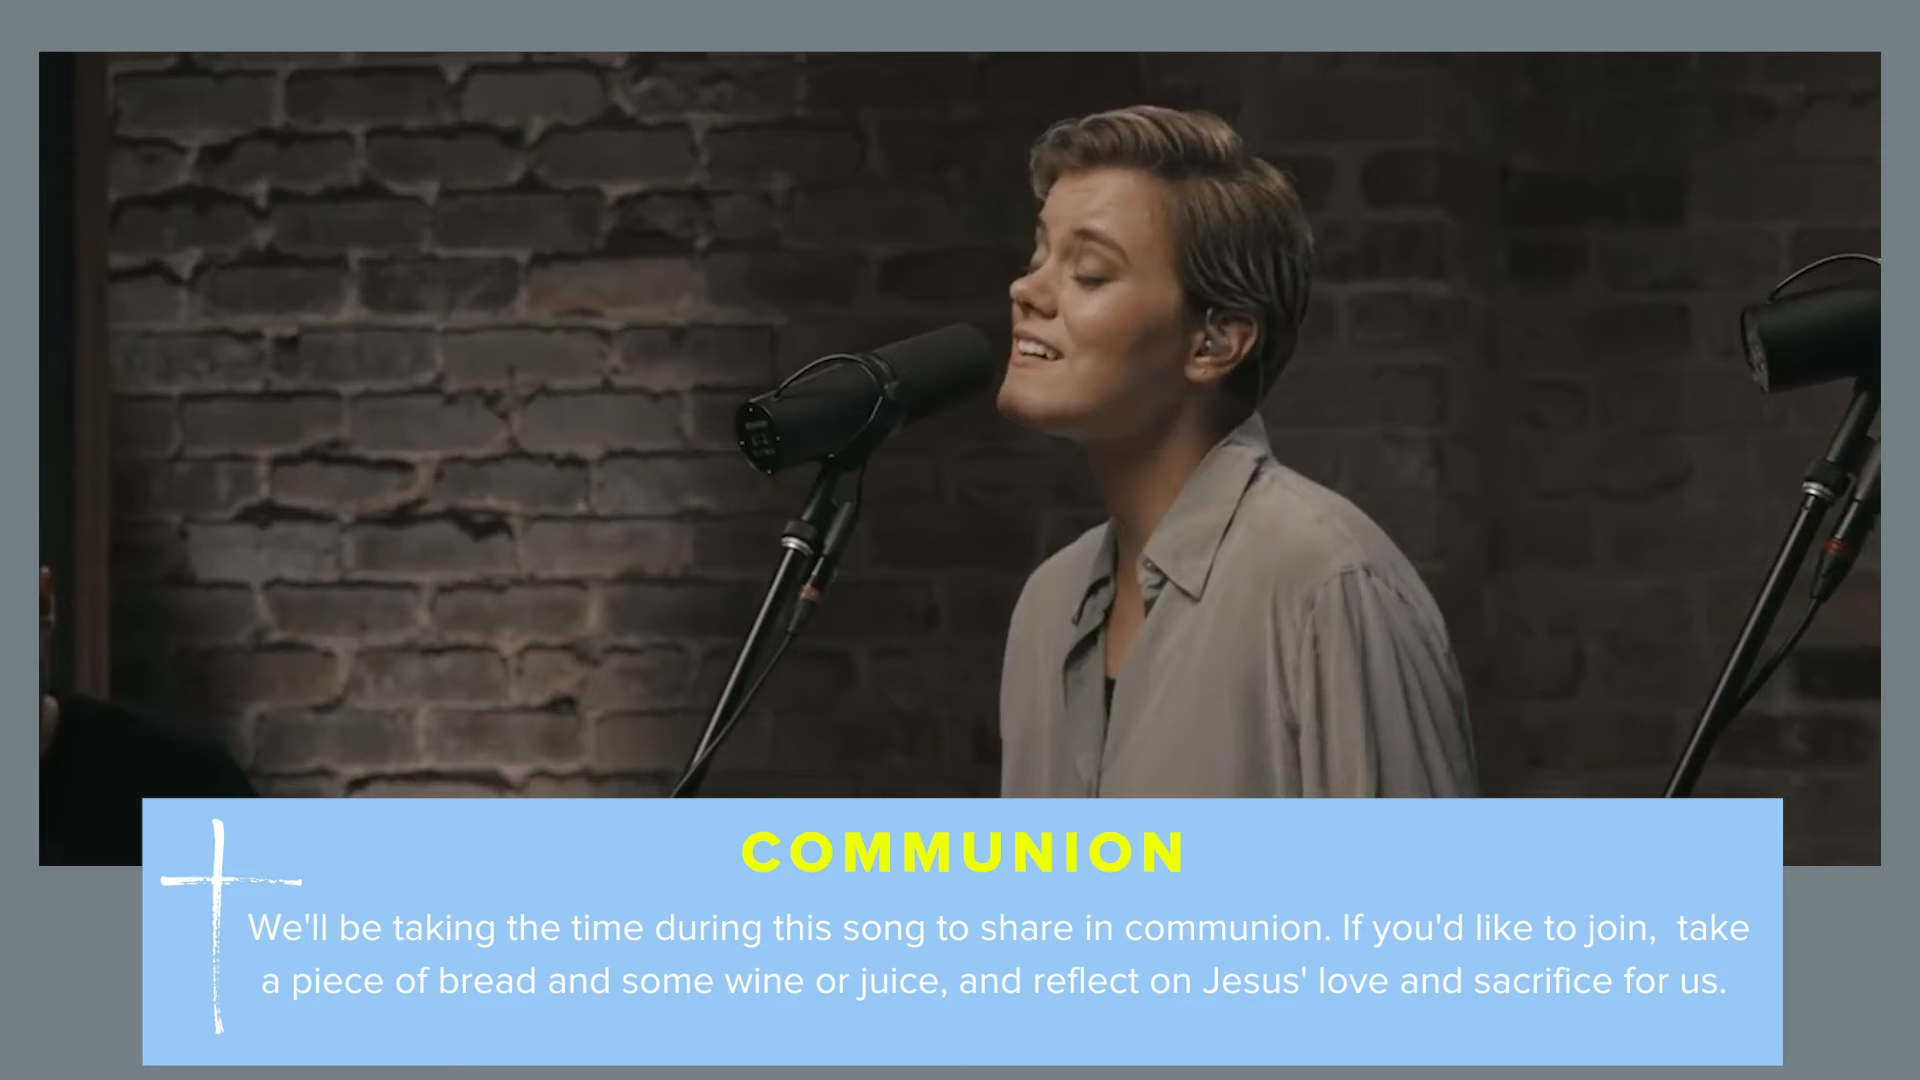 COMMUNION
We'll be taking the time during this song to share in communion. If you'd like to join,  take
a piece of bread and some wine or juice, and reflect on Jesus' love and sacrifice for us.